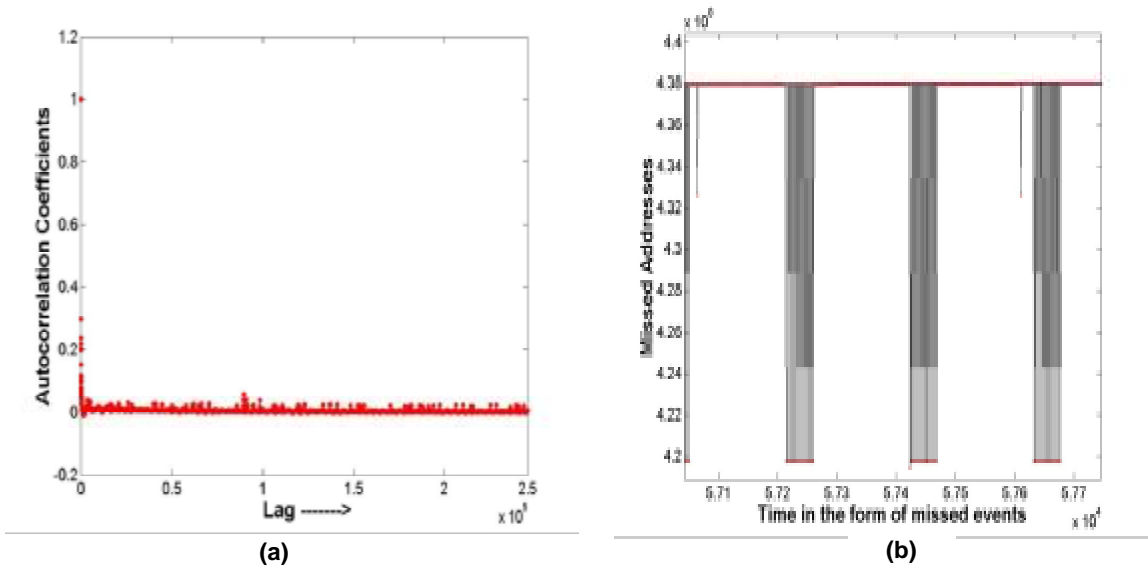 1.2
1
0.8
0.6
0.4
0.2
0
-0.2
Autocorrelation Coefficients
0 0.5 1 1.5 2 2.5
Lag ------->
(a)
4.4
4.38
4.36
4.34
4.32
4.3
4.28
4.26
4.24
4.22
4.2
Missed Addresses
5.71 5.72 5.73 5.74 5.75 5.76 5.77
Time in the form of missed events
x 10⁴
(b)